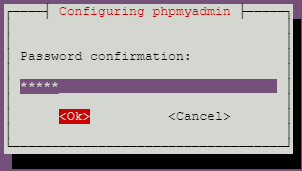 Configuring phpmyadmin
Password confirmation:
*****
<Ok> <Cancel>